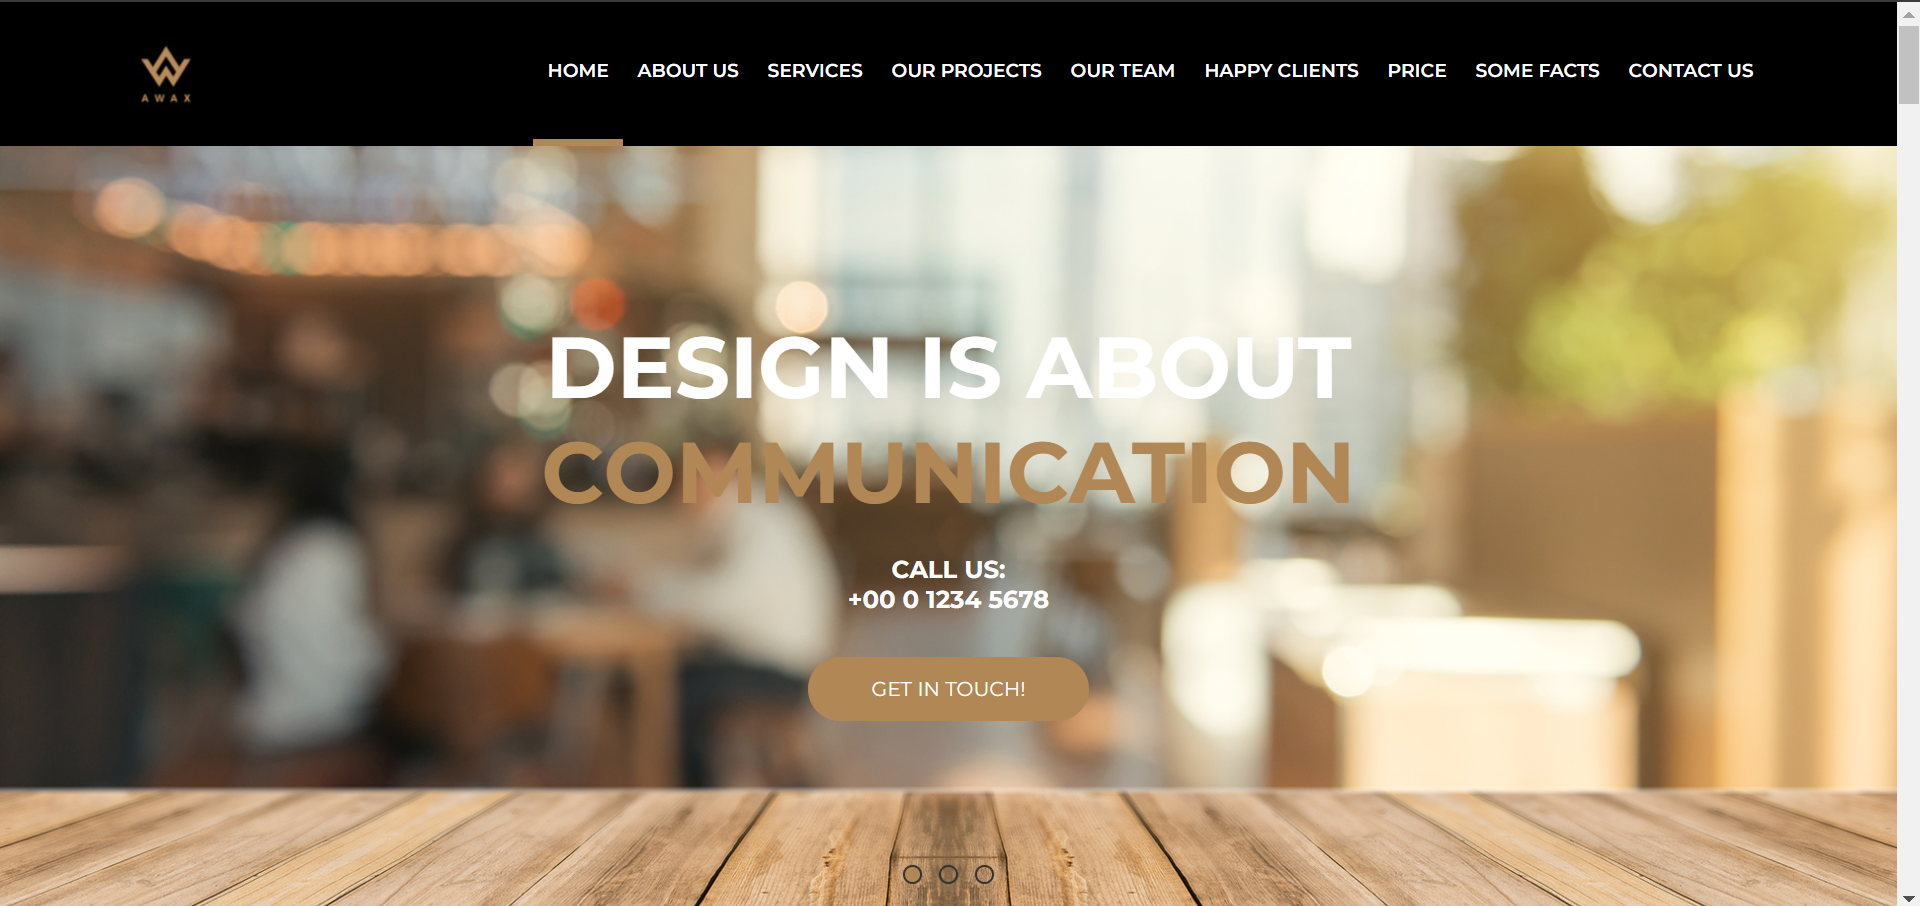 AWAX
HOME ABOUT US SERVICES OUR PROJECTS OUR TEAM HAPPY CLIENTS PRICE SOME FACTS CONTACT US
DESIGN IS ABOUT
COMMUNICATION
CALL US:
+00 0 1234 5678
GET IN TOUCH!